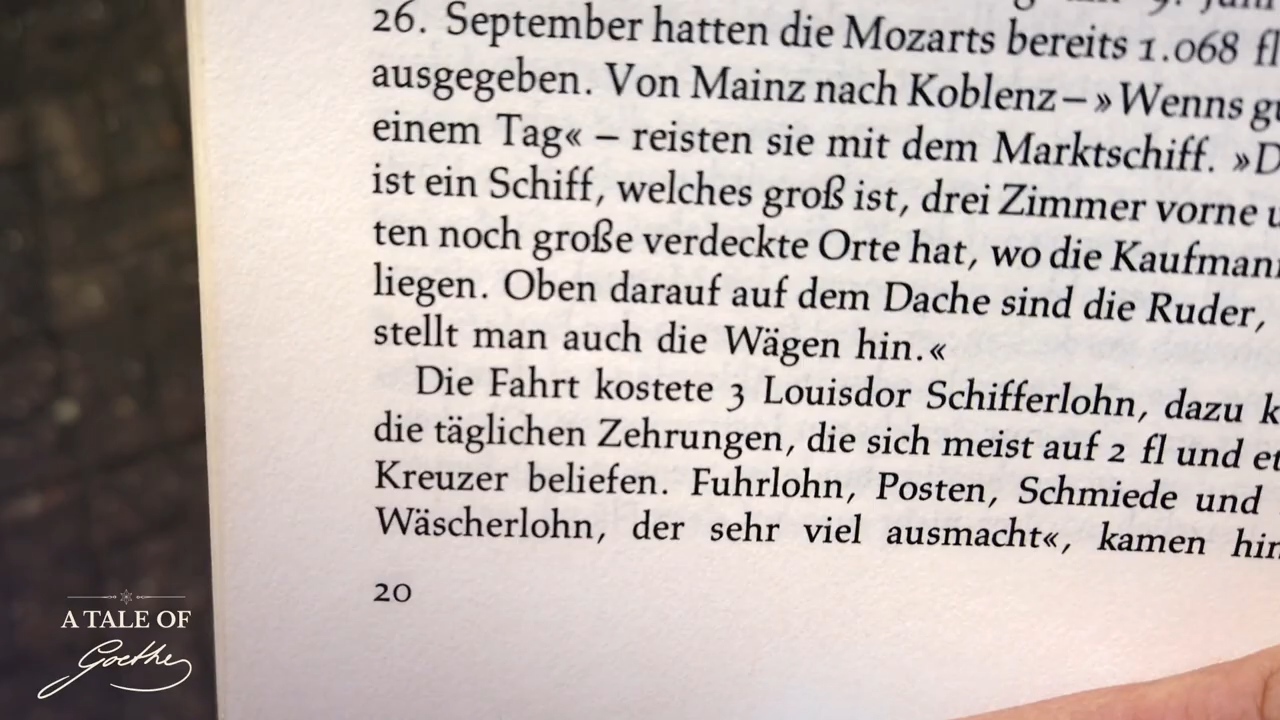 26. September hatten die Mozarts bereits 1.068 fl
ausgegeben. Von Mainz nach Koblenz – »Wenns
einem Tag« – reisten sie mit dem Marktschiff.
ist ein Schiff, welches groß ist, drei Zimmer vorne
ten noch große verdeckte Orte hat, wo die
liegen. Oben darauf auf dem Dache sind die Ruder,
stellt man auch die Wägen hin.«
Die Fahrt kostete 3 Louisdor Schifferlohn, dazu
die täglichen Zehrungen, die sich meist auf 2 fl und
Kreuzer beliefen. Fuhrlohn, Posten, Schmiede und
Wäscherlohn, der sehr viel ausmacht«, kamen
20
A TALE OF
Goethe